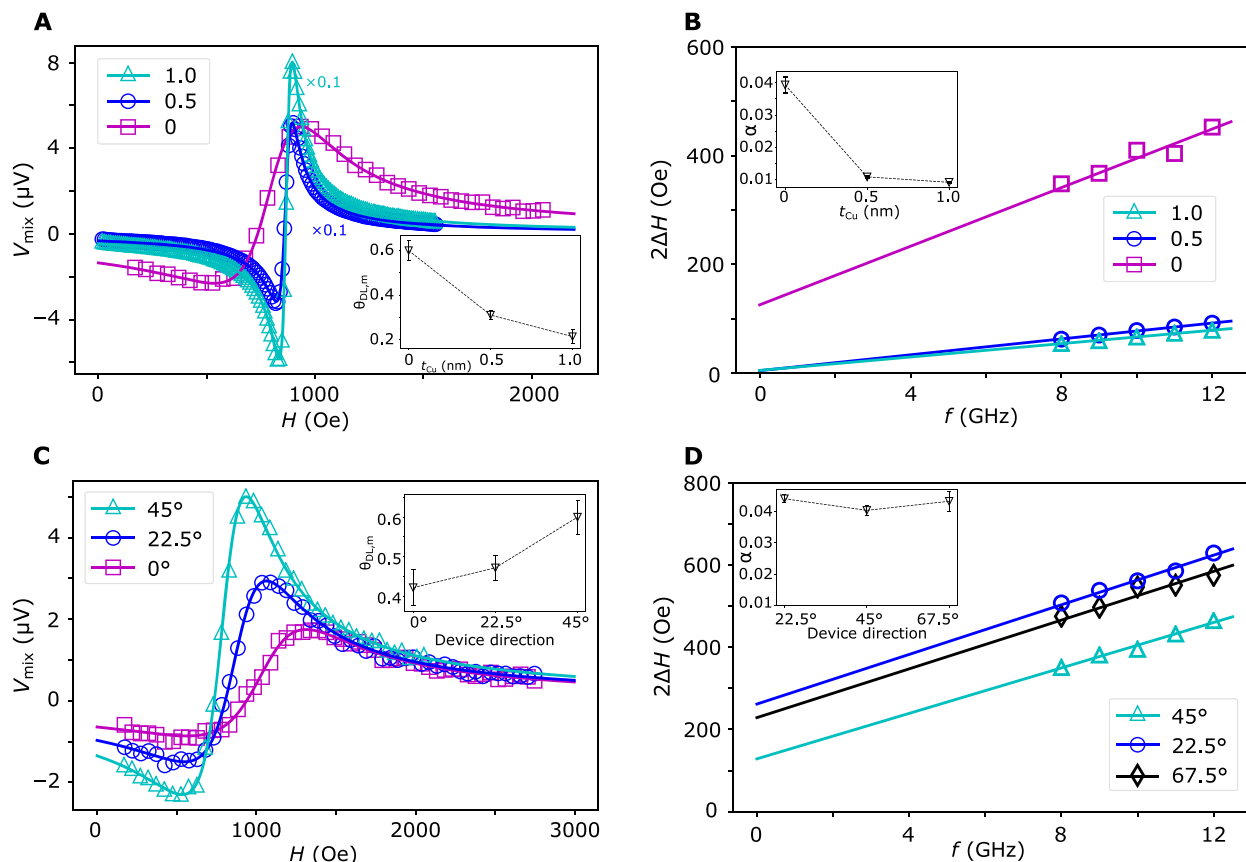 A
8
6
4
2
0
−2
−4
V_mix (μV)
1.0
0.5
0
×0.1
×0.1
0 1000 2000
H (Oe)
0.6
0.4
0.2
θ_DL,m
0. 0.5 1.0
t_Cu (nm)
B
600
400
200
0
2ΔH (Oe)
0 4 8 12
f (GHz)
1.0
0.5
0
0.04
0.03
0.02
0.01
α
0. 0.5 1.0
t_Cu (nm)
C
4
2
0
−2
V_mix (μV)
45°
22.5°
0°
0 1000 2000 3000
H (Oe)
0.6
0.5
0.4
θ_DL,m
0° 22.5° 45°
Device direction
D
800
600
400
200
0
2ΔH (Oe)
0 4 8 12
f (GHz)
45°
22.5°
67.5°
0.04
0.03
0.02
0.01
α
22.5° 45° 67.5°
Device direction